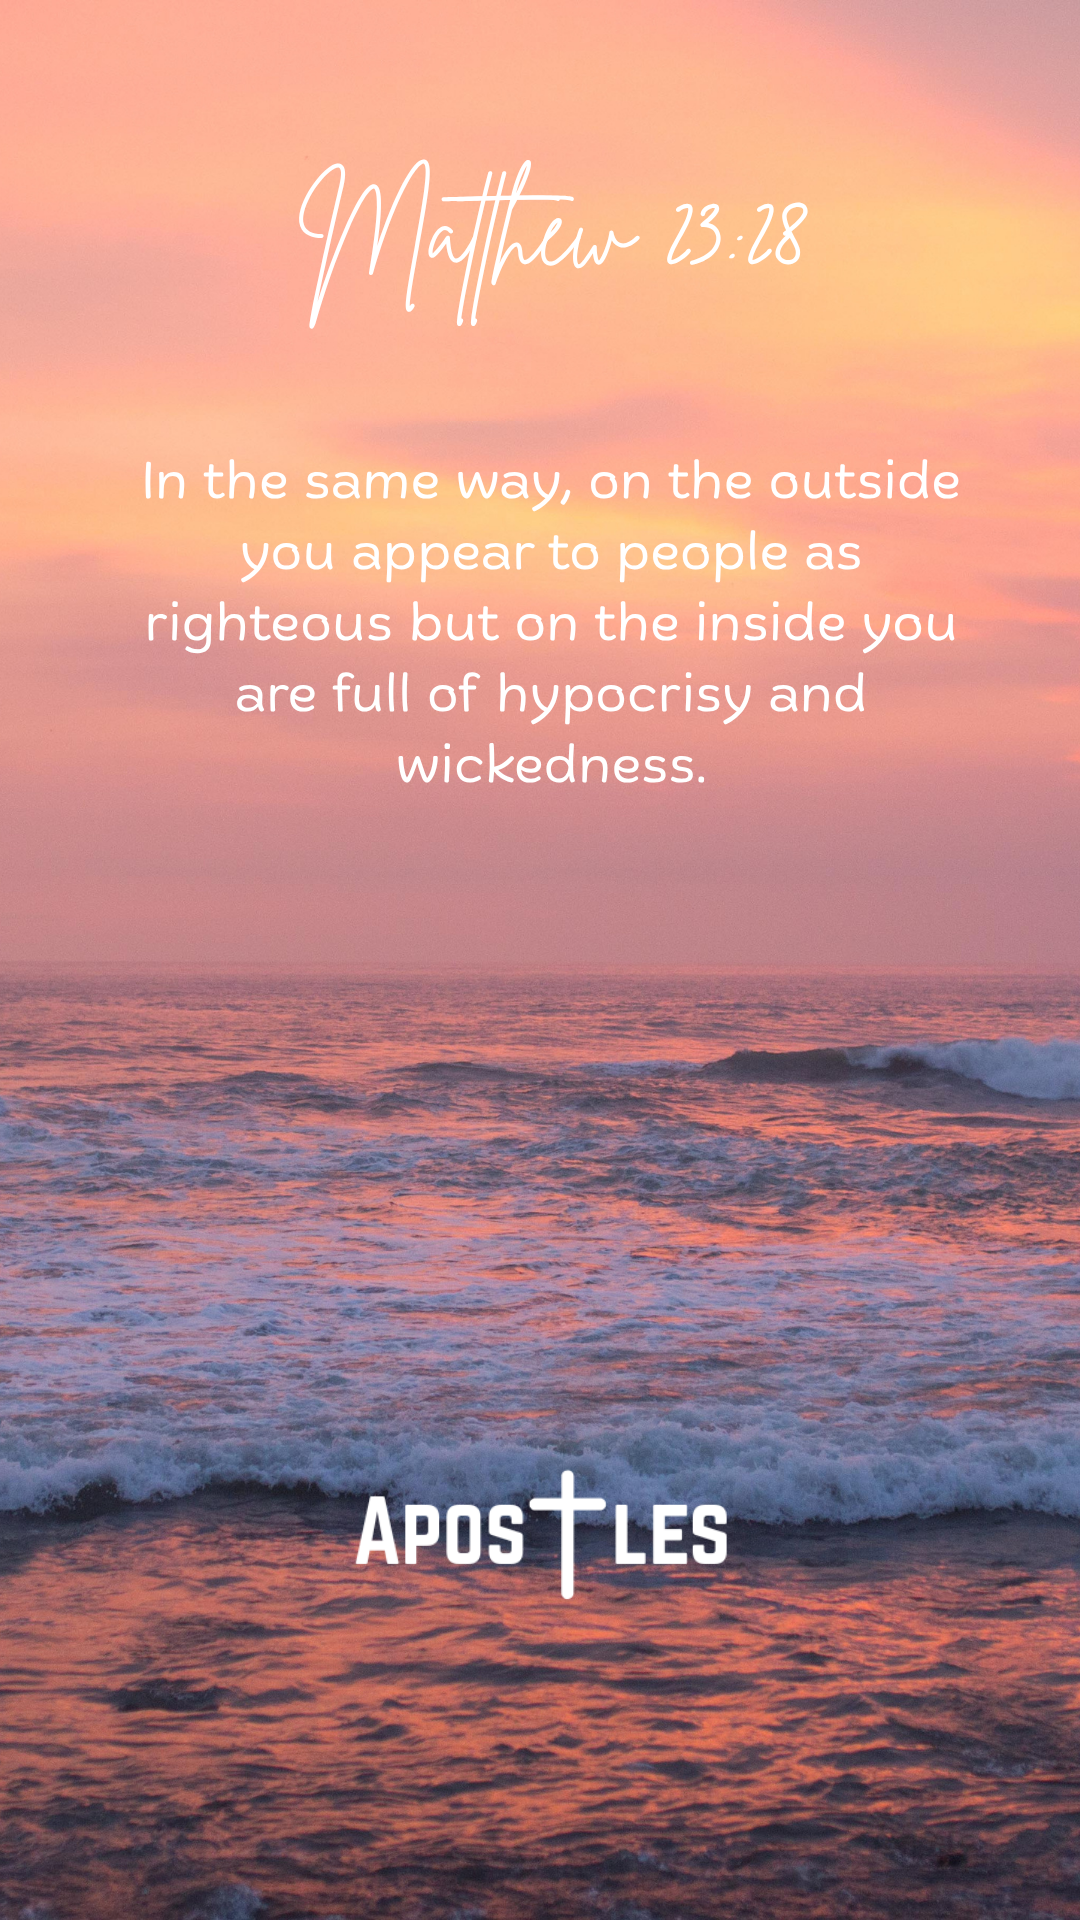 Matthew 23:28
In the same way, on the outside
you appear to people as
righteous but on the inside you
are full of hypocrisy and
wickedness.
APOSTLES